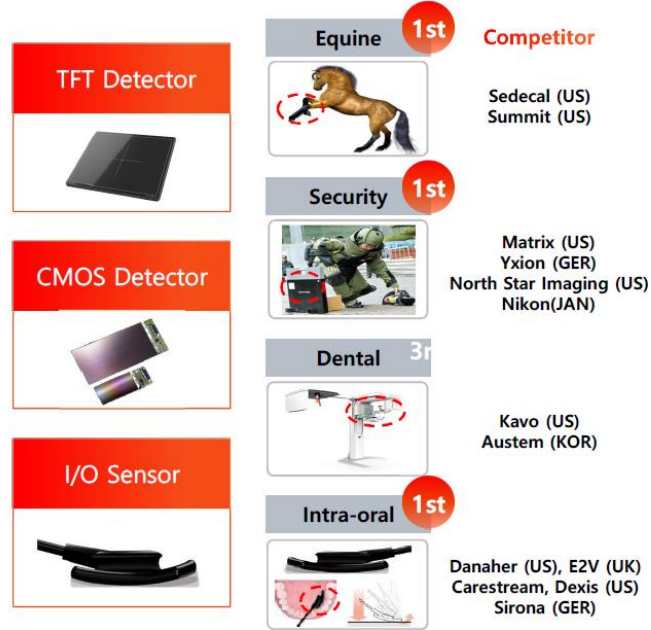 Equine
1st
Competitor
TFT Detector
Sedecal (US)
Summit (US)
Security
1st
Matrix (US)
Yxion (GER)
North Star Imaging (US)
Nikon(JAN)
CMOS Detector
Dental
Kavo (US)
Austem (KOR)
I/O Sensor
Intra-oral
1st
Danaher (US), E2V (UK)
Carestream, Dexis (US)
Sirona (GER)